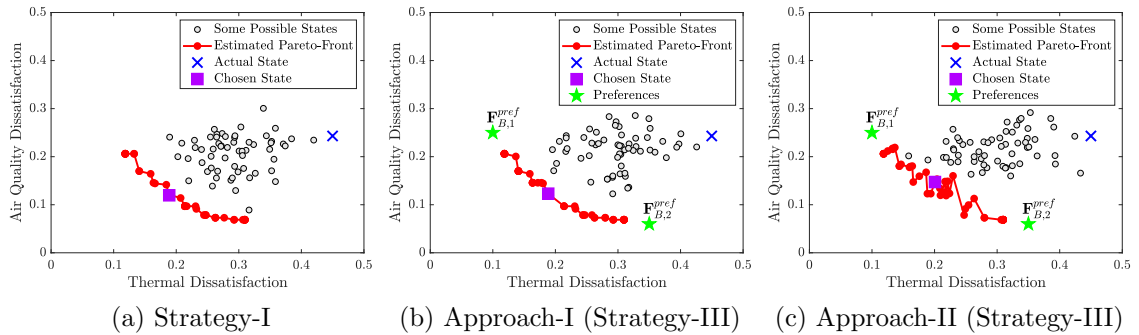 0.5
0.4
0.3
0.2
0.1
0
0
0.1
0.2
0.3
0.4
0.5
Air Quality Dissatisfaction
Thermal Dissatisfaction
Some Possible States
Estimated Pareto-Front
Actual State
Chosen State
(a) Strategy-I
0.5
0.4
0.3
0.2
0.1
0
0
0.1
0.2
0.3
0.4
0.5
Air Quality Dissatisfaction
Thermal Dissatisfaction
Some Possible States
Estimated Pareto-Front
Actual State
Chosen State
Preferences
F^{pref}_{B,1}
F^{pref}_{B,2}
(b) Approach-I (Strategy-III)
0.5
0.4
0.3
0.2
0.1
0
0
0.1
0.2
0.3
0.4
0.5
Air Quality Dissatisfaction
Thermal Dissatisfaction
Some Possible States
Estimated Pareto-Front
Actual State
Chosen State
Preferences
F^{pref}_{B,1}
F^{pref}_{B,2}
(c) Approach-II (Strategy-III)